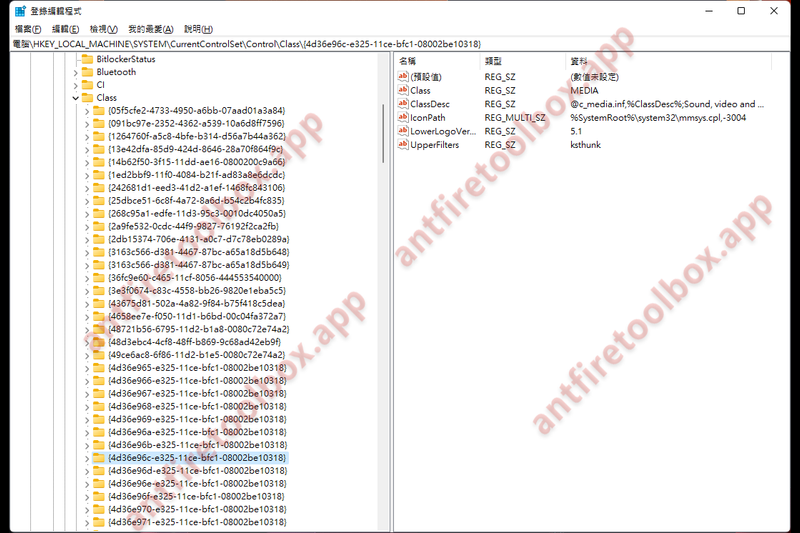 登錄編輯程式
檔案(F) 編輯(E) 檢視(V) 我的最愛(A) 說明(H)
電腦\HKEY_LOCAL_MACHINE\SYSTEM\CurrentControlSet\Control\Class\{4d36e96c-e325-11ce-bfc1-08002be10318}
BitlockerStatus
Bluetooth
CI
Class
{05f5cfe2-4733-4950-a6bb-07aad01a3a84}
{091bc97e-2352-4362-a539-10a6d8ff7596}
{1264760f-a5c8-4bfe-b314-d56a7b44a362}
{13e42dfa-85d9-424d-8646-28a70f864f9c}
{14b62f50-3f15-11dd-ae16-0800200c9a66}
{1ed2bbf9-11f0-4084-b21f-ad83a8e6dcdc}
{242681d1-eed3-41d2-a1ef-1468fc843106}
{25dbce51-6c8f-4a72-8a6d-b54c2b4fc835}
{268c95a1-edfe-11d3-95c3-0010dc4050a5}
{2a9fe532-0cdc-44f9-9827-76192f2ca2fb}
{2db15374-706e-4131-a0c7-d7c78eb0289a}
{3163c566-d381-4467-87bc-a65a18d5b648}
{3163c566-d381-4467-87bc-a65a18d5b649}
{36fc9e60-c465-11cf-8056-444553540000}
{3e3f0674-c83c-4558-bb26-9820e1eba5c5}
{43675d81-502a-4a82-9f84-b75f418c5dea}
{4658ee7e-f050-11d1-b6bd-00c04fa372a7}
{48721b56-6795-11d2-b1a8-0080c72e74a2}
{48d3ebc4-4cf8-48ff-b869-9c68ad42eb9f}
{49ce6ac8-6f86-11d2-b1e5-0080c72e74a2}
{4d36e965-e325-11ce-bfc1-08002be10318}
{4d36e966-e325-11ce-bfc1-08002be10318}
{4d36e967-e325-11ce-bfc1-08002be10318}
{4d36e968-e325-11ce-bfc1-08002be10318}
{4d36e969-e325-11ce-bfc1-08002be10318}
{4d36e96a-e325-11ce-bfc1-08002be10318}
{4d36e96b-e325-11ce-bfc1-08002be10318}
{4d36e96c-e325-11ce-bfc1-08002be10318}
{4d36e96d-e325-11ce-bfc1-08002be10318}
{4d36e96e-e325-11ce-bfc1-08002be10318}
{4d36e96f-e325-11ce-bfc1-08002be10318}
{4d36e970-e325-11ce-bfc1-08002be10318}
{4d36e971-e325-11ce-bfc1-08002be10318}
名稱 類型 資料
(預設值) REG_SZ (數值未設定)
Class REG_SZ MEDIA
ClassDesc REG_SZ @c_media.inf,%ClassDesc%;Sound, video and ...
IconPath REG_MULTI_SZ %SystemRoot%\system32\mmsys.cpl,-3004
LowerLogoVer... REG_SZ 5.1
UpperFilters REG_SZ ksthunk
antfiretoolbox.app
antfiretoolbox.app
antfiretoolbox.app
antfiretoolbox.app
antfiretoolbox.app